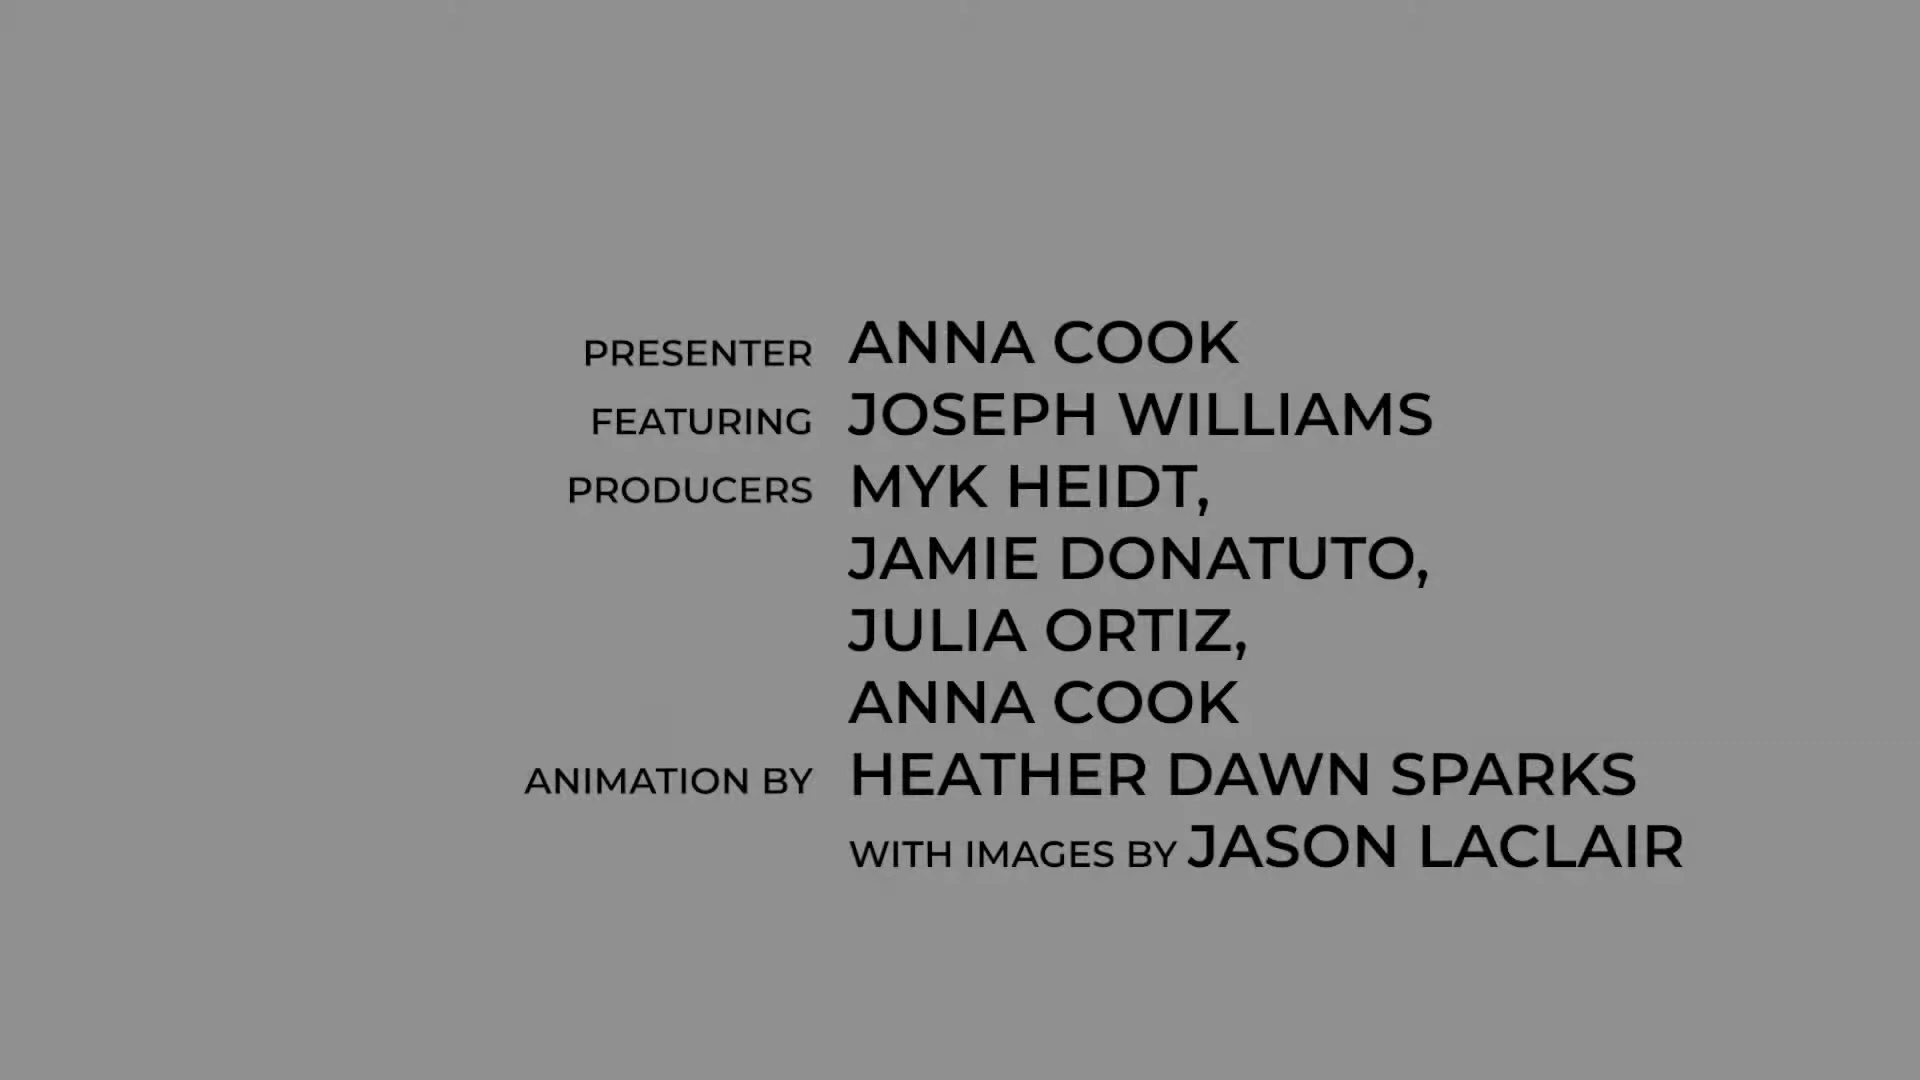 PRESENTER ANNA COOK
FEATURING JOSEPH WILLIAMS
PRODUCERS MYK HEIDT,
JAMIE DONATUTO,
JULIA ORTIZ,
ANNA COOK
ANIMATION BY HEATHER DAWN SPARKS
WITH IMAGES BY JASON LACLAIR